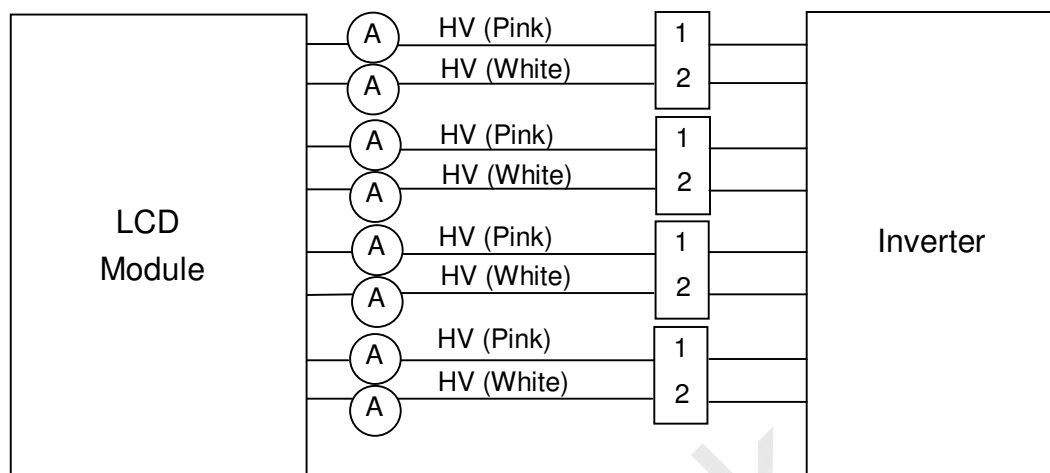 A HV (Pink) 1
A HV (White) 2
A HV (Pink) 1
A HV (White) 2
LCD
Module
A HV (Pink) 1
A HV (White) 2
Inverter
A HV (Pink) 1
A HV (White) 2